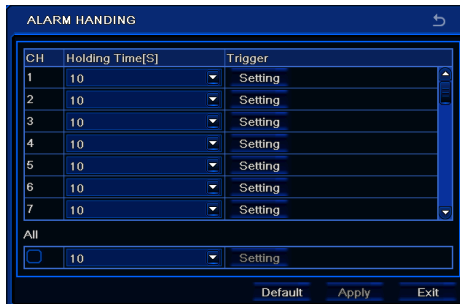 ALARM HANDING
CH Holding Time[S] Trigger
1 10 Setting
2 10 Setting
3 10 Setting
4 10 Setting
5 10 Setting
6 10 Setting
7 10 Setting
All
10 Setting
Default Apply Exit